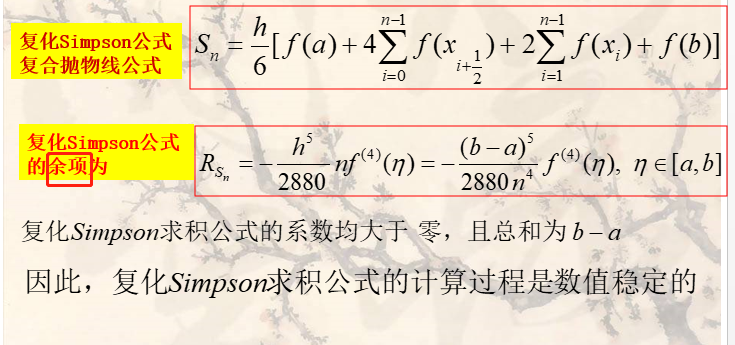 复化Simpson公式
复合抛物线公式
S_n = \frac{h}{6}[f(a)+4\sum_{i=0}^{n-1} f(x_{i+\frac{1}{2}})+2\sum_{i=1}^{n-1} f(x_i)+f(b)]
复化Simpson公式
的余项为
R_{S_n} = -\frac{h^5}{2880} n f^{(4)}(\eta) = -\frac{(b-a)^5}{2880 n^4} f^{(4)}(\eta), \eta \in [a,b]
复化Simpson求积公式的系数均大于 零，且总和为 b - a
因此，复化Simpson求积公式的计算过程是数值稳定的